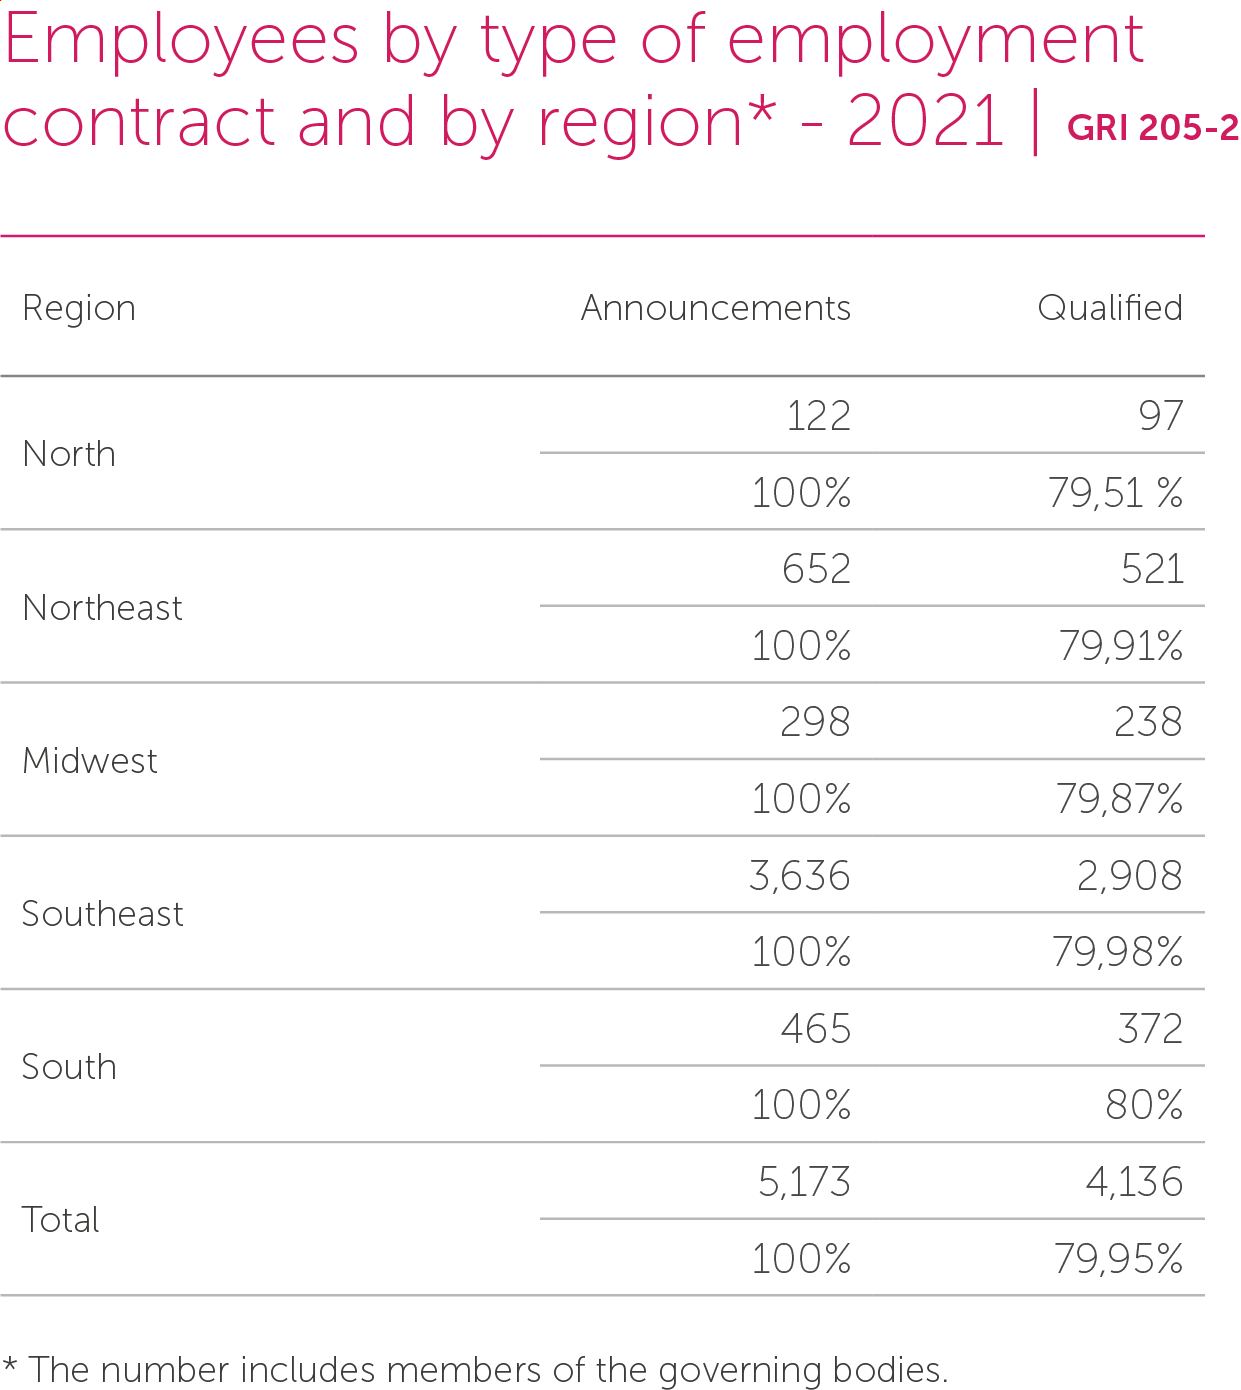 Employees by type of employment
contract and by region* - 2021 | GRI 205-2
Region Announcements Qualified
122 97
North
100% 79,51 %
652 521
Northeast
100% 79,91%
298 238
Midwest
100% 79,87%
3,636 2,908
Southeast
100% 79,98%
465 372
South
100% 80%
5,173 4,136
Total
100% 79,95%
* The number includes members of the governing bodies.